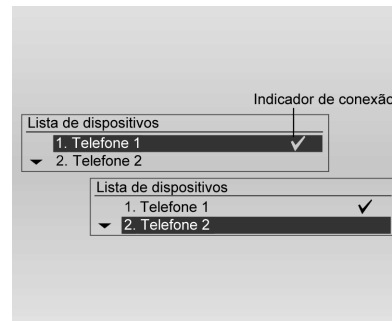 Indicador de conexão
Lista de dispositivos
1. Telefone 1
2. Telefone 2
Lista de dispositivos
1. Telefone 1
2. Telefone 2